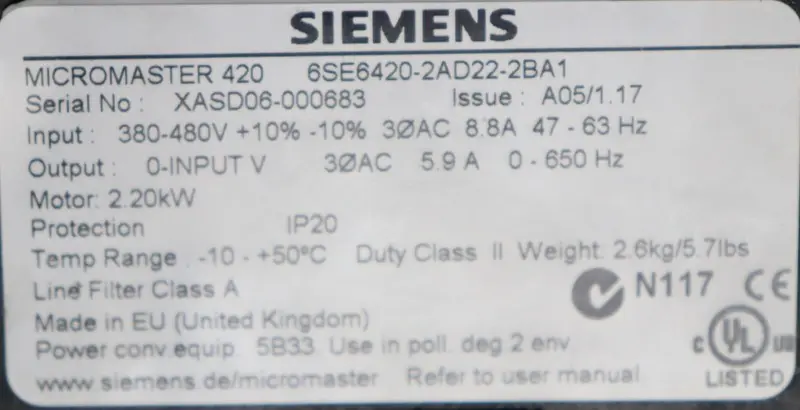 SIEMENS
MICROMASTER 420 6SE6420-2AD22-2BA1
Serial No : XASD06-000683 Issue : A05/1.17
Input : 380-480V +10% -10% 3ØAC 8.8A 47 - 63 Hz
Output : 0-INPUT V 3ØAC 5.9 A 0 - 650 Hz
Motor: 2.20kW
Protection IP20
Temp Range : -10 - +50°C Duty Class II Weight: 2.6kg/5.7lbs
Line Filter Class A
N117 CE
Made in EU (United Kingdom)
Power conv.equip. 5B33 Use in poll. deg 2 env.
C UL US
www.siemens.de/micromaster Refer to user manual LISTED